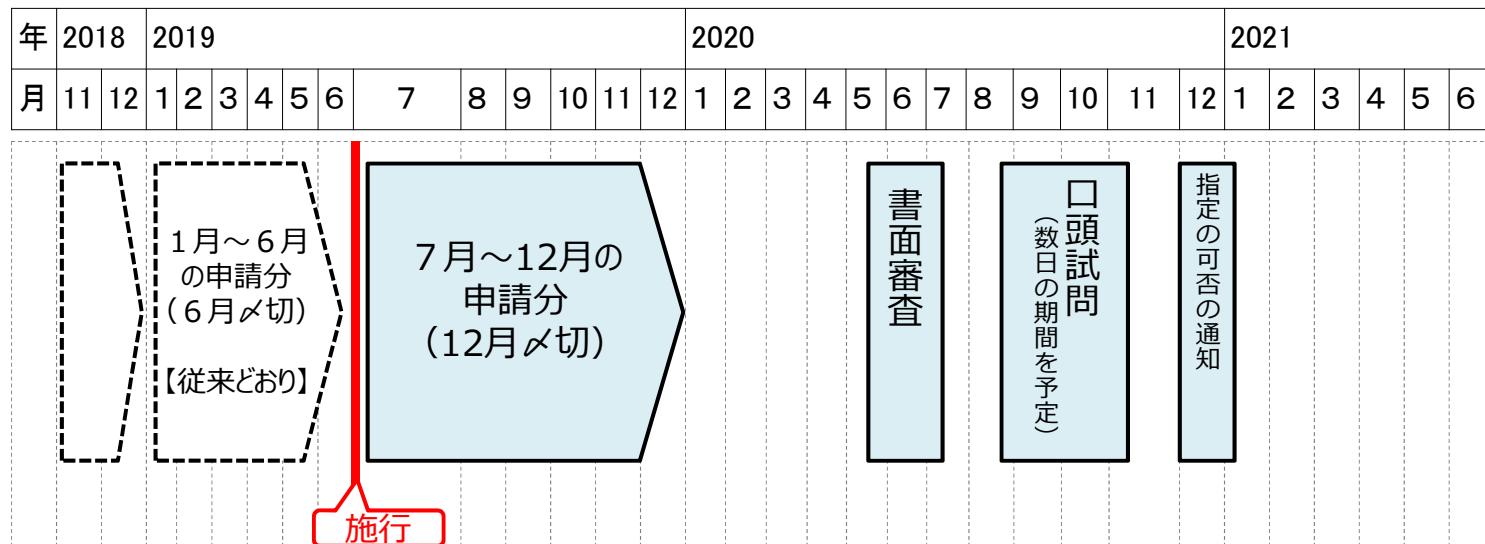 年 2018 2019 2020 2021
月 11 12 1 2 3 4 5 6 7 8 9 10 11 12 1 2 3 4 5 6 7 8 9 10 11 12 1 2 3 4 5 6
１月～６月
の申請分
（６月〆切）
【従来どおり】
７月～12月の
申請分
（12月〆切）
書面審査
口頭試問
（数日の期間を予定）
指定の可否の通知
施行